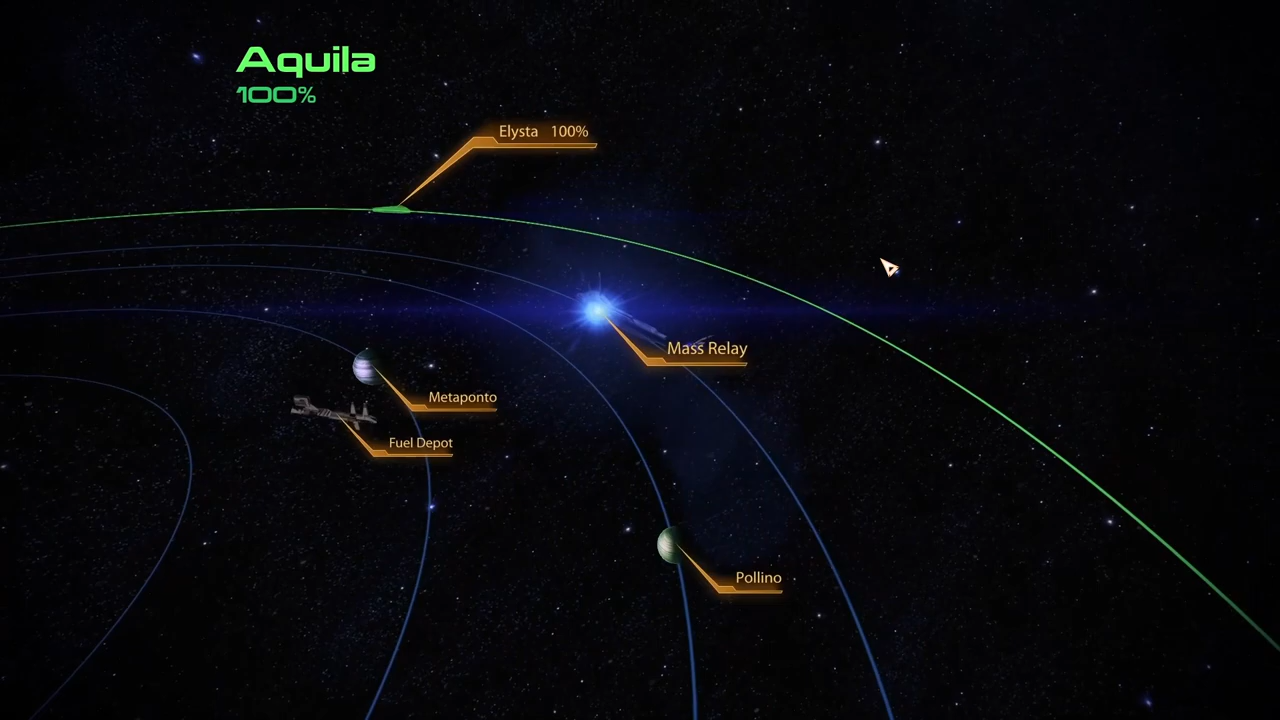 Aquila
100%
Elysta 100%
Mass Relay
Metaponto
Fuel Depot
Pollino